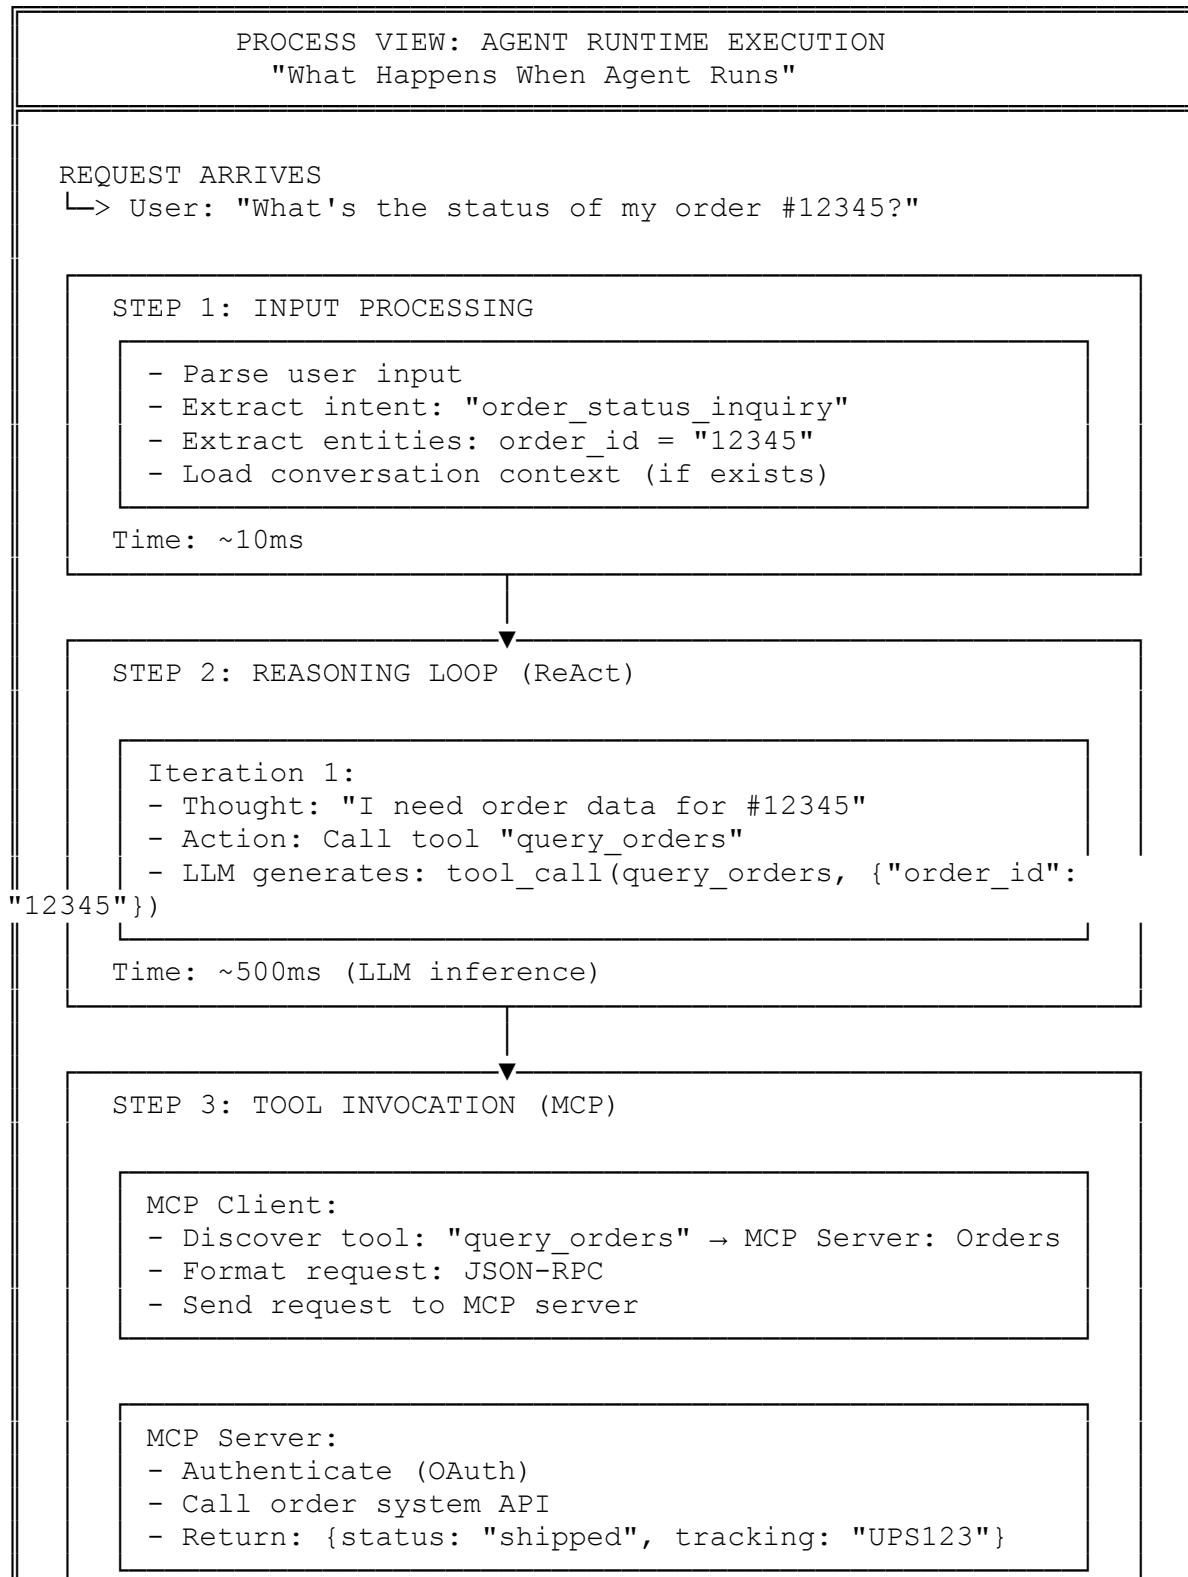 PROCESS VIEW: AGENT RUNTIME EXECUTION
"What Happens When Agent Runs"
REQUEST ARRIVES
└─> User: "What's the status of my order #12345?"
STEP 1: INPUT PROCESSING
- Parse user input
- Extract intent: "order_status_inquiry"
- Extract entities: order_id = "12345"
- Load conversation context (if exists)
Time: ~10ms
STEP 2: REASONING LOOP (ReAct)
Iteration 1:
- Thought: "I need order data for #12345"
- Action: Call tool "query_orders"
- LLM generates: tool_call(query_orders, {"order_id":
"12345"})
Time: ~500ms (LLM inference)
STEP 3: TOOL INVOCATION (MCP)
MCP Client:
- Discover tool: "query_orders" → MCP Server: Orders
- Format request: JSON-RPC
- Send request to MCP server
MCP Server:
- Authenticate (OAuth)
- Call order system API
- Return: {status: "shipped", tracking: "UPS123"}